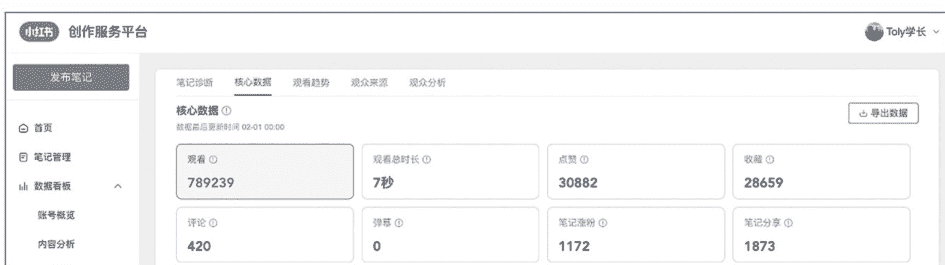 小红书 创作服务平台
Toly学长
发布笔记
首页
笔记管理
数据看板
账号概览
内容分析
笔记诊断 核心数据 观看趋势 观众来源 观众分析
核心数据
数据最后更新时间 02-01 00:00
导出数据
观看
789239
观看总时长
7秒
点赞
30882
收藏
28659
评论
420
弹幕
0
笔记涨粉
1172
笔记分享
1873